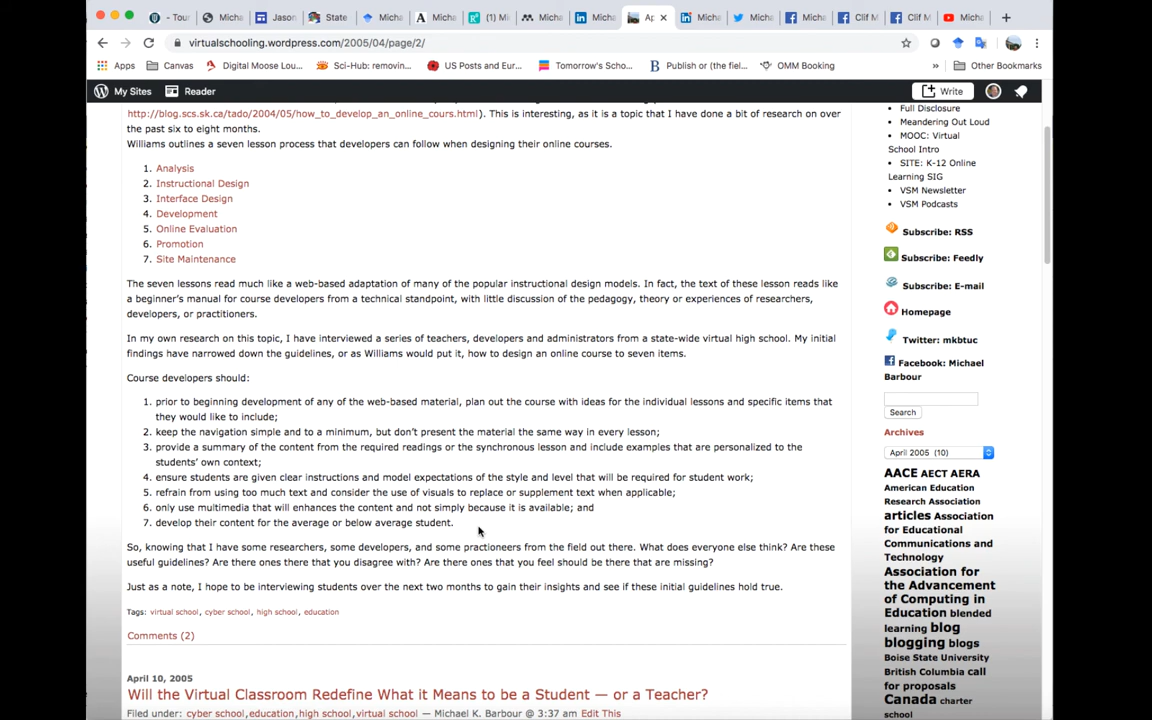 - Tour
Micha
Jason
State
Micha
Micha
1) Mi
Micha
Micha
Ap
Micha
Micha
Micha
Clif M
Clif M
Micha
virtualschooling.wordpress.com/2005/04/page/2/
Apps
Canvas
Digital Moose Lou...
Sci-Hub: removin...
US Posts and Eur...
Tomorrow's Scho...
Publish or (the fiel...
OMM Booking
»
Other Bookmarks
My Sites
Reader
Write
http://blog.scs.sk.ca/tado/2004/05/how_to_develop_an_online_cours.html). This is interesting, as it is a topic that I have done a bit of research on over
the past six to eight months.
Williams outlines a seven lesson process that developers can follow when designing their online courses.
1. Analysis
2. Instructional Design
3. Interface Design
4. Development
5. Online Evaluation
6. Promotion
7. Site Maintenance
The seven lessons read much like a web-based adaptation of many of the popular instructional design models. In fact, the text of these lesson reads like
a beginner's manual for course developers from a technical standpoint, with little discussion of the pedagogy, theory or experiences of researchers,
developers, or practitioners.
In my own research on this topic, I have interviewed a series of teachers, developers and administrators from a state-wide virtual high school. My initial
findings have narrowed down the guidelines, or as Williams would put it, how to design an online course to seven items.
Course developers should:
1. prior to beginning development of any of the web-based material, plan out the course with ideas for the individual lessons and specific items that
they would like to include;
2. keep the navigation simple and to a minimum, but don't present the material the same way in every lesson;
3. provide a summary of the content from the required readings or the synchronous lesson and include examples that are personalized to the
students' own context;
4. ensure students are given clear instructions and model expectations of the style and level that will be required for student work;
5. refrain from using too much text and consider the use of visuals to replace or supplement text when applicable;
6. only use multimedia that will enhances the content and not simply because it is available; and
7. develop their content for the average or below average student.
So, knowing that I have some researchers, some developers, and some practioneers from the field out there. What does everyone else think? Are these
useful guidelines? Are there ones there that you disagree with? Are there ones that you feel should be there that are missing?
Just as a note, I hope to be interviewing students over the next two months to gain their insights and see if these initial guidelines hold true.
Tags: virtual school, cyber school, high school, education
Comments (2)
April 10, 2005
Will the Virtual Classroom Redefine What it Means to be a Student — or a Teacher?
Filed under: cyber school,education,high school,virtual school — Michael K. Barbour @ 3:37 am Edit This
Full Disclosure
Meandering Out Loud
MOOC: Virtual
School Intro
SITE: K-12 Online
Learning SIG
VSM Newsletter
VSM Podcasts
Subscribe: RSS
Subscribe: Feedly
Subscribe: E-mail
Homepage
Twitter: mkbtuc
Facebook: Michael
Barbour
Search
Archives
April 2005 (10)
AACE AECT AERA
American Education
Research Association
articles Association
for Educational
Communications and
Technology
Association for
the Advancement
of Computing in
Education blended
learning blog
blogging blogs
Boise State University
British Columbia call
for proposals
Canada charter
school